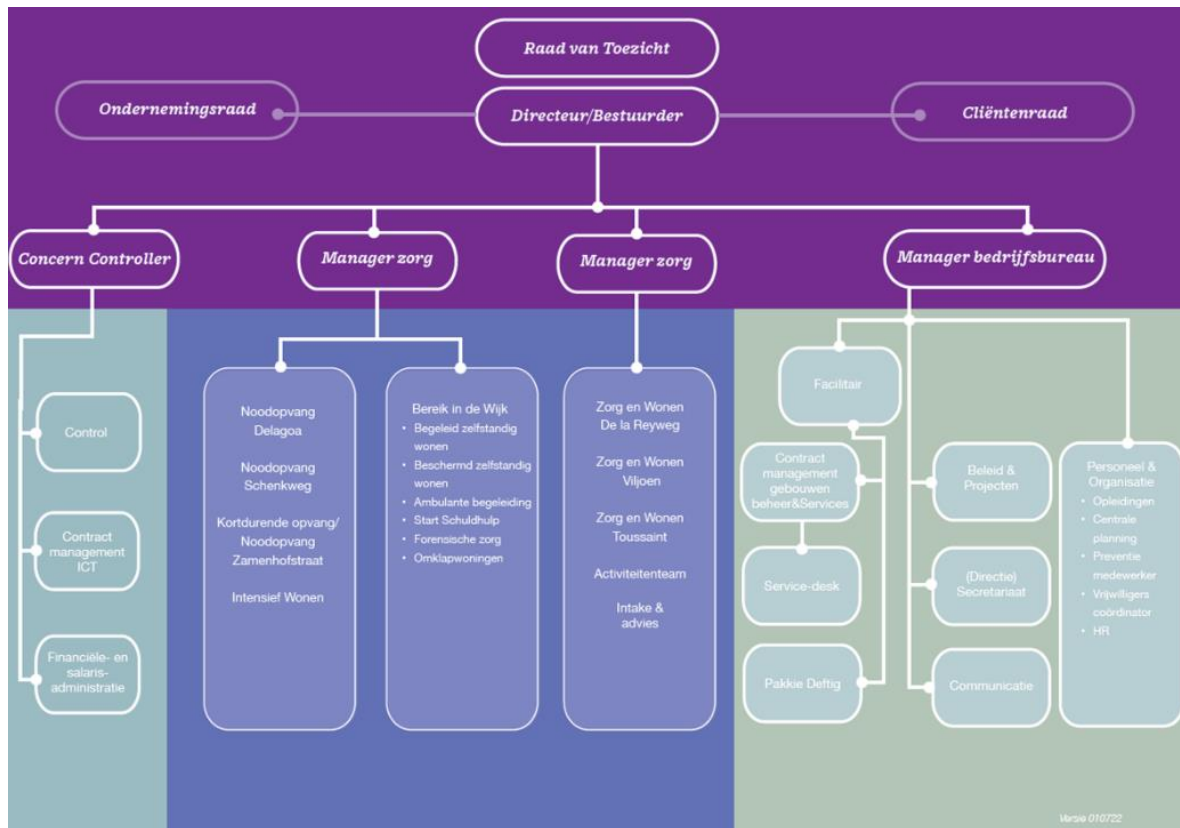 Raad van Toezicht
Ondernemingsraad
Directeur/Bestuurder
Cliëntenraad
Concern Controller
Manager zorg
Manager zorg
Manager bedrijfsbureau
Control
Contract
management
ICT
Financiële- en
salaris-
administratie
Noodopvang
Delagoa
Noodopvang
Schenkweg
Kortdurende opvang/
Noodopvang
Zamenhofstraat
Intensief Wonen
Bereik in de Wijk
• Begeleid zelfstandig
wonen
• Beschermd zelfstandig
wonen
• Ambulante begeleiding
• Start Schuldhulp
• Forensische zorg
• Omklapwoningen
Zorg en Wonen
De la Reyweg
Zorg en Wonen
Viljoen
Zorg en Wonen
Toussaint
Activiteitenteam
Intake &
advies
Facilitair
Contract
management
gebouwen
beheer&Services
Service-desk
Pakkie Deftig
Beleid &
Projecten
(Directie)
Secretariaat
Communicatie
Personeel &
Organisatie
• Opleidingen
• Centrale
planning
• Preventie
medewerker
• Vrijwilligers
coördinator
• HR
Versie 010722